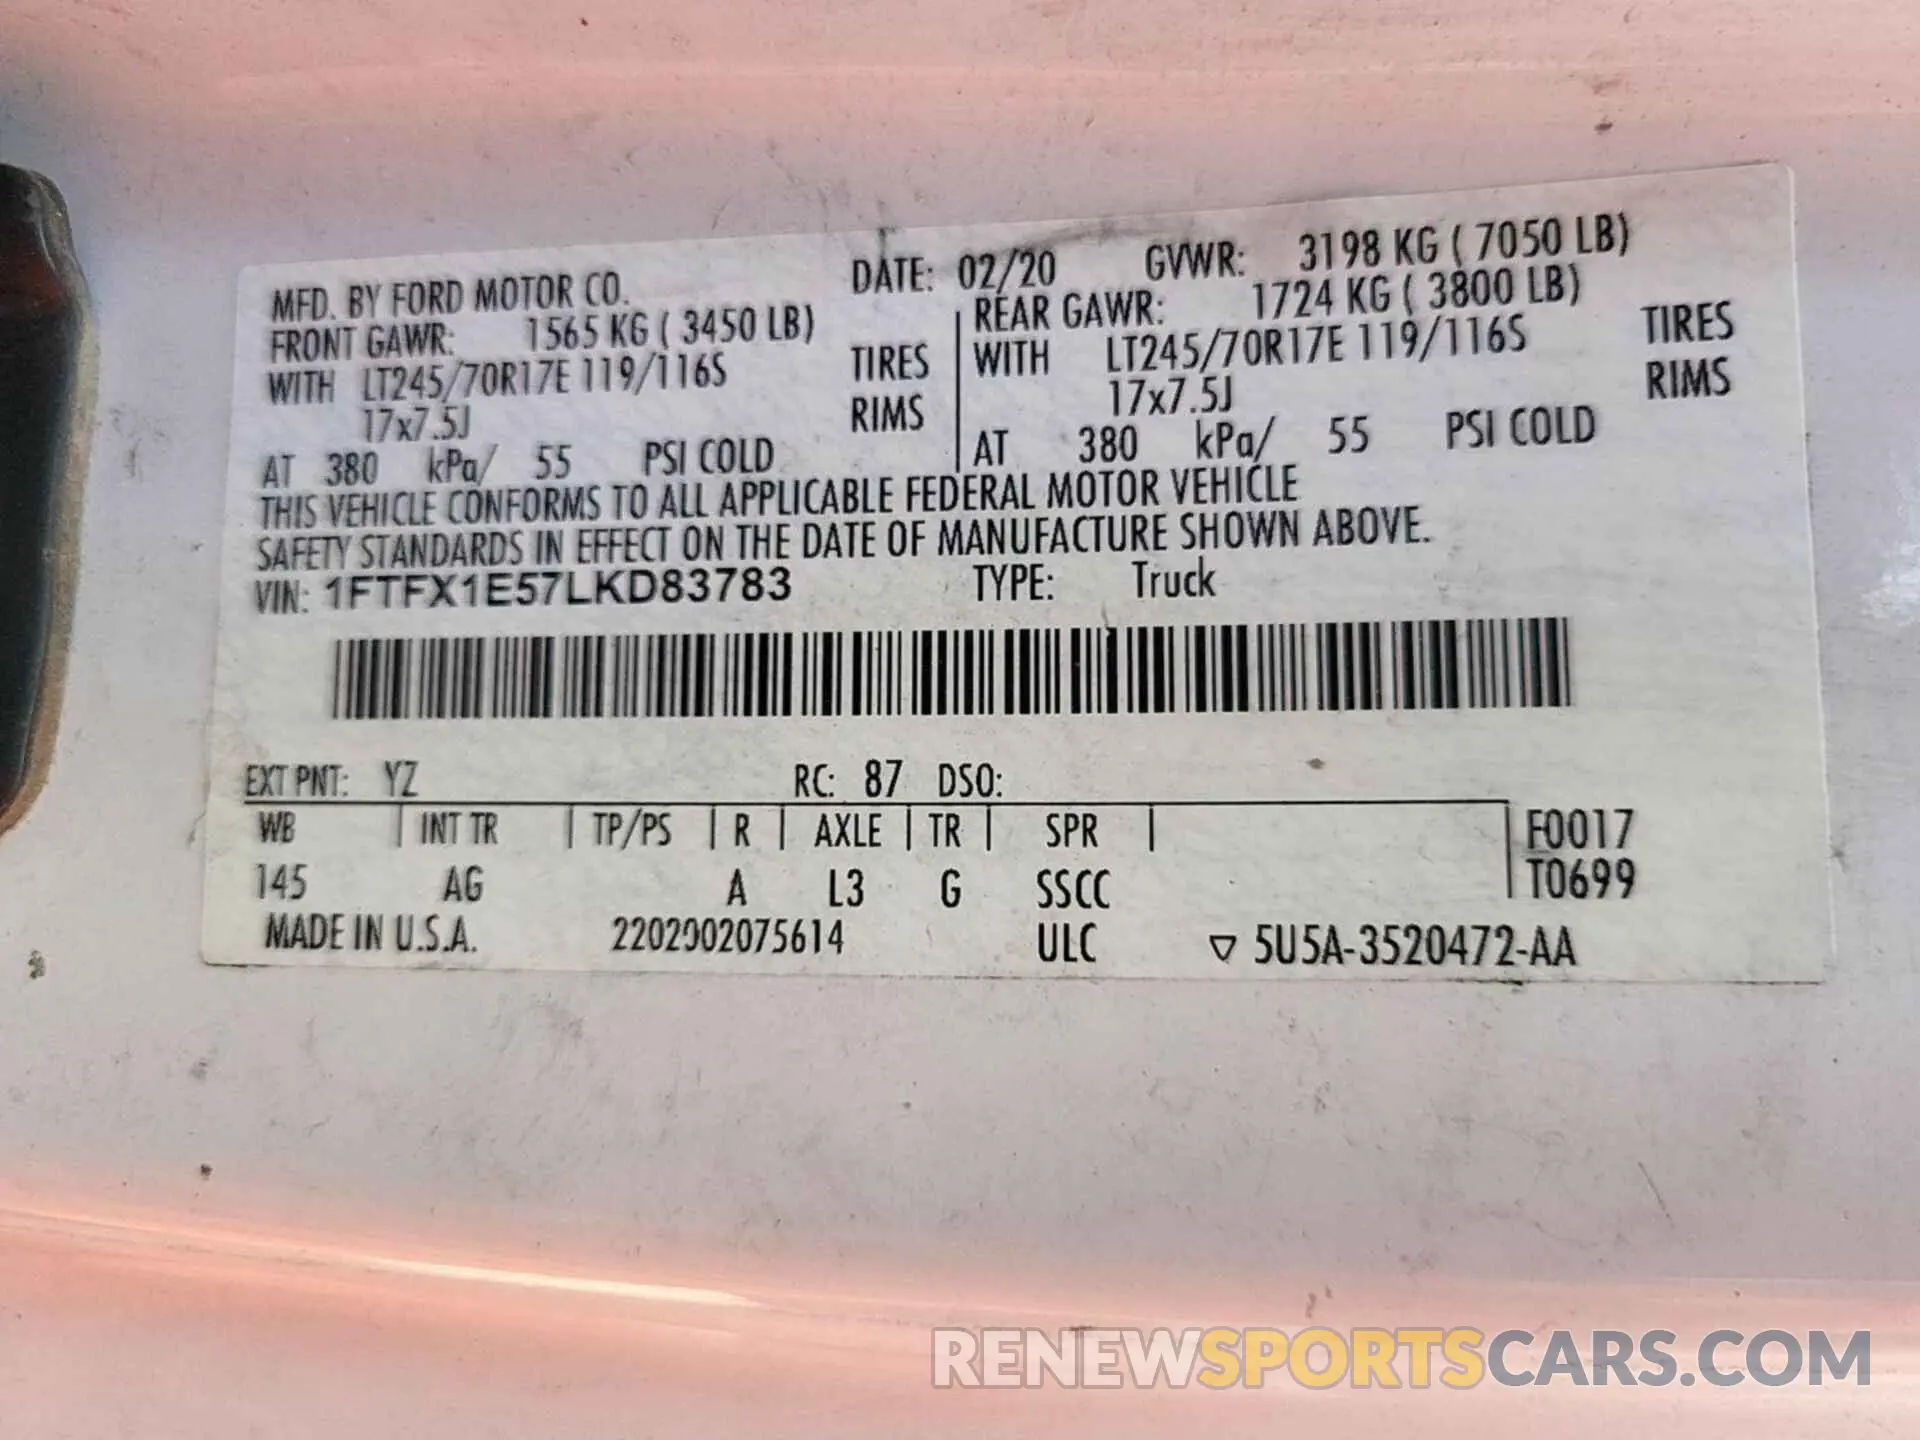 MFD. BY FORD MOTOR CO. DATE: 02/20 GVWR: 3198 KG ( 7050 LB)
FRONT GAWR: 1565 KG ( 3450 LB) REAR GAWR: 1724 KG ( 3800 LB)
WITH LT245/70R17E 119/116S TIRES WITH LT245/70R17E 119/116S TIRES
17x7.5J RIMS 17x7.5J RIMS
AT 380 kPa/ 55 PSI COLD AT 380 kPa/ 55 PSI COLD
THIS VEHICLE CONFORMS TO ALL APPLICABLE FEDERAL MOTOR VEHICLE
SAFETY STANDARDS IN EFFECT ON THE DATE OF MANUFACTURE SHOWN ABOVE.
VIN: 1FTFX1E57LKD83783 TYPE: Truck
EXT PNT: YZ RC: 87 DSO:
WB INT TR TP/PS R AXLE TR SPR F0017
145 AG A L3 G SSCC T0699
MADE IN U.S.A. 2202002075614 ULC ▽ 5U5A-3520472-AA
RENEWSPORTSCARS.COM